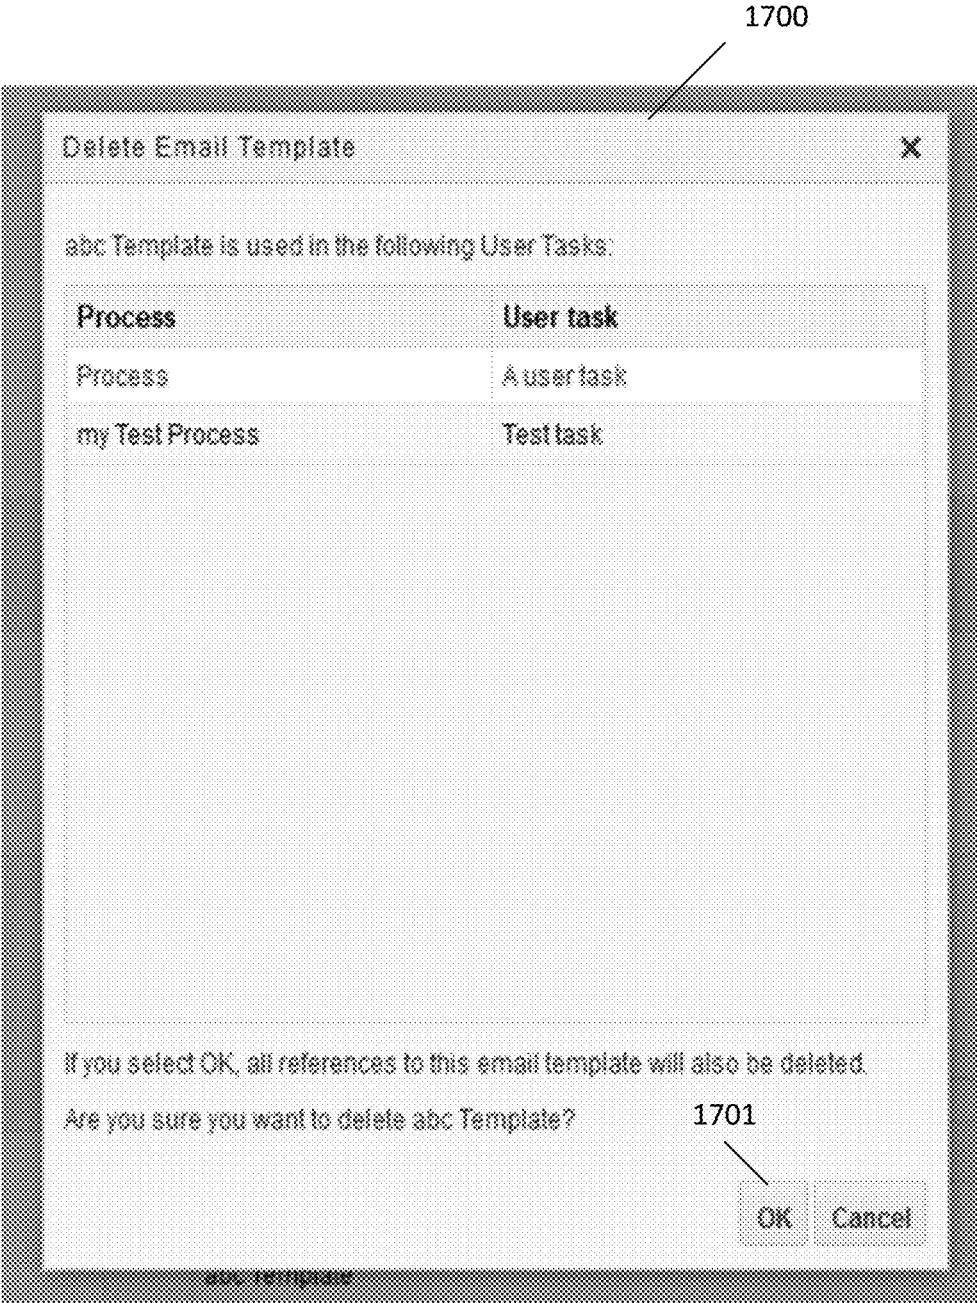 1700
Delete Email Template X
abc Template is used in the following User Tasks:
Process User task
Process A user task
my Test Process Test task
If you select OK, all references to this email template will also be deleted.
Are you sure you want to delete abc Template?
1701
OK Cancel
abc Template